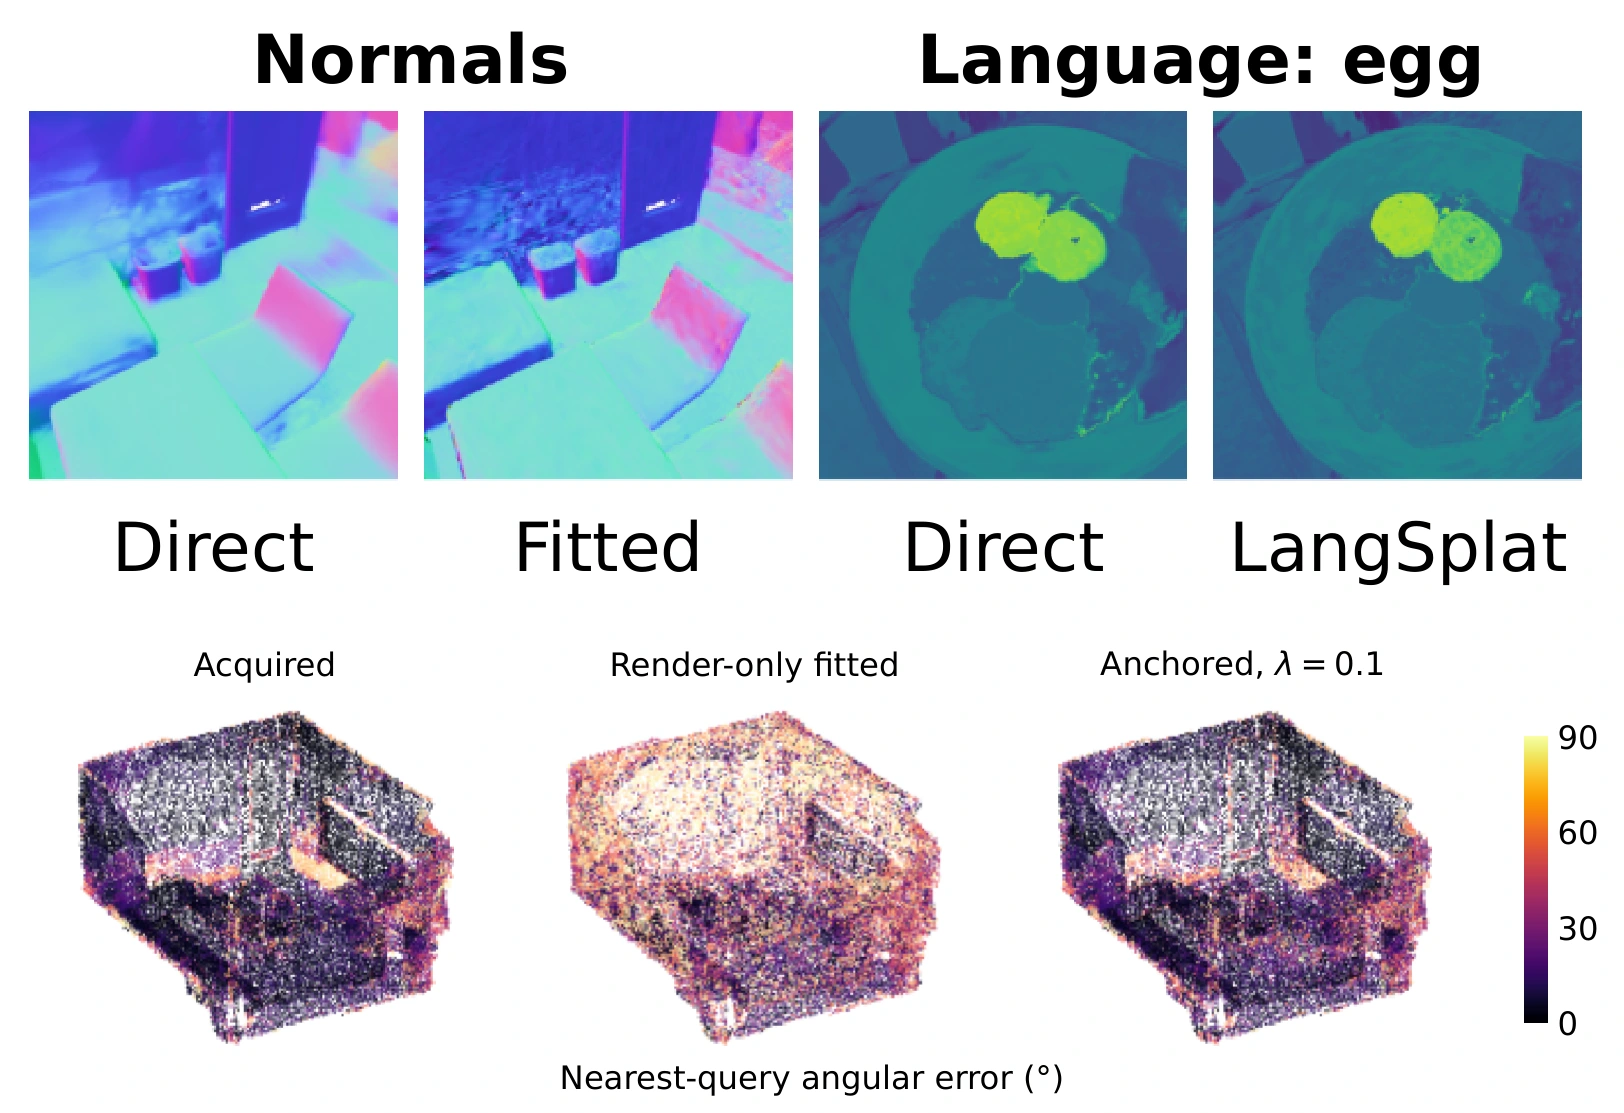 Normals
Language: egg
Direct
Fitted
Direct
LangSplat
Acquired
Render-only fitted
Anchored, λ = 0.1
90
60
30
0
Nearest-query angular error (°)